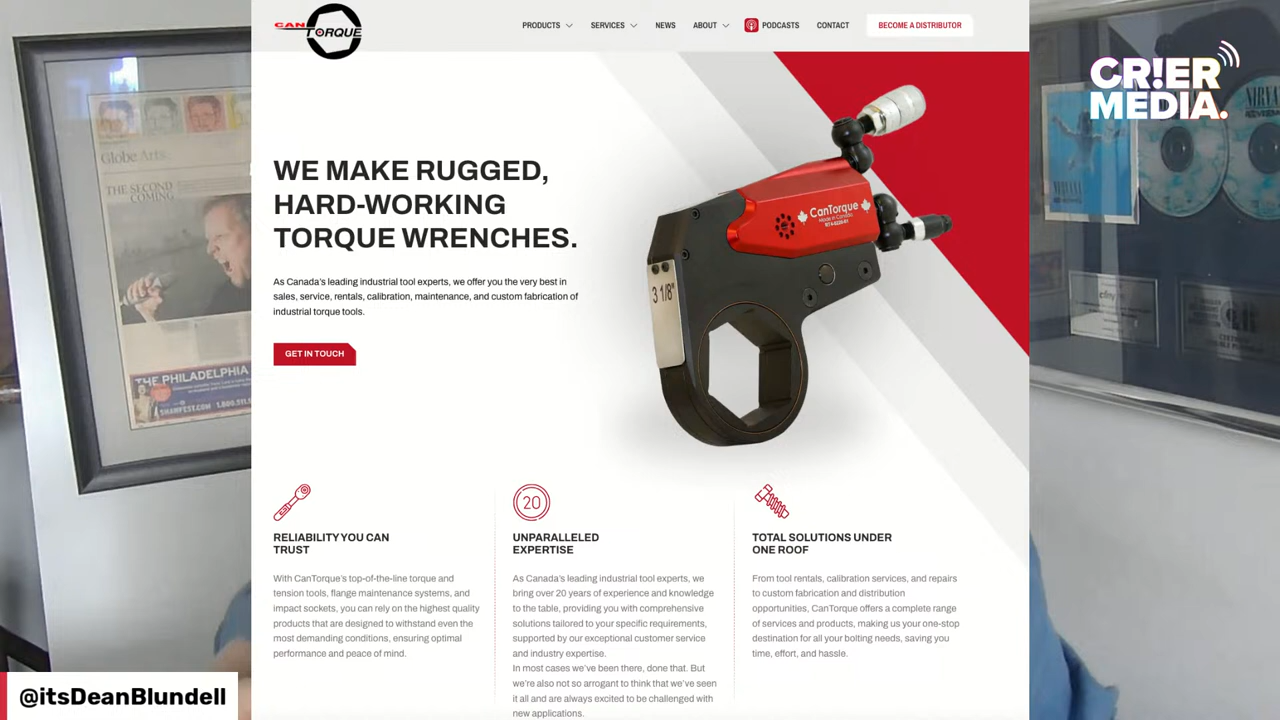 CAN
TORQUE
PRODUCTS
SERVICES
NEWS
ABOUT
PODCASTS
CONTACT
BECOME A DISTRIBUTOR
CR!ER
MEDIA.
Globe Arts
THE SECOND
COMING
THE PHILADELPHIA
NIRVANA
WE MAKE RUGGED,
HARD-WORKING
TORQUE WRENCHES.
As Canada's leading industrial tool experts, we offer you the very best in
sales, service, rentals, calibration, maintenance, and custom fabrication of
industrial torque tools.
GET IN TOUCH
CanTorque
Made in Canada
3 1/8"
RELIABILITY YOU CAN
TRUST
With CanTorque's top-of-the-line torque and
tension tools, flange maintenance systems, and
impact sockets, you can rely on the highest quality
products that are designed to withstand even the
most demanding conditions, ensuring optimal
performance and peace of mind.
20
UNPARALLELED
EXPERTISE
As Canada's leading industrial tool experts, we
bring over 20 years of experience and knowledge
to the table, providing you with comprehensive
solutions tailored to your specific requirements,
supported by our exceptional customer service
and industry expertise.
In most cases we've been there, done that. But
we're also not so arrogant to think that we've seen
it all and are always excited to be challenged with
new applications.
TOTAL SOLUTIONS UNDER
ONE ROOF
From tool rentals, calibration services, and repairs
to custom fabrication and distribution
opportunities, CanTorque offers a complete range
of services and products, making us your one-stop
destination for all your bolting needs, saving you
time, effort, and hassle.
@itsDeanBlundell